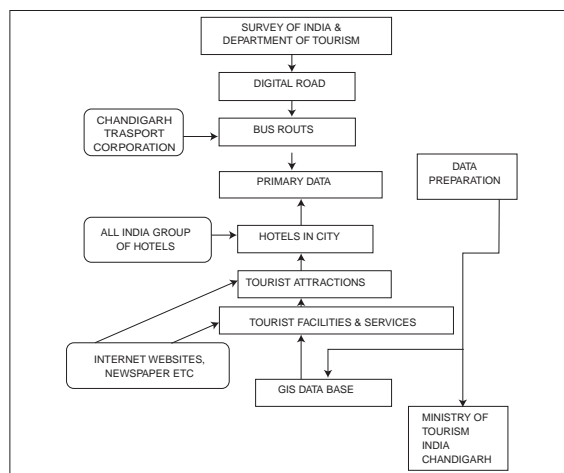 SURVEY OF INDIA &
DEPARTMENT OF TOURISM
DIGITAL ROAD
CHANDIGARH
TRASPORT
CORPORATION
BUS ROUTS
DATA
PREPARATION
PRIMARY DATA
ALL INDIA GROUP
OF HOTELS
HOTELS IN CITY
TOURIST ATTRACTIONS
TOURIST FACILITIES & SERVICES
INTERNET WEBSITES,
NEWSPAPER ETC
GIS DATA BASE
MINISTRY OF
TOURISM
INDIA
CHANDIGARH